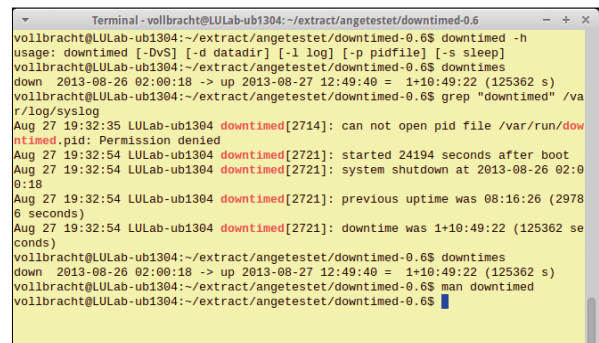 Terminal - vollbracht@LULab-ub1304: ~/extract/angetestet/downtimed-0.6
vollbracht@LULab-ub1304:~/extract/angetestet/downtimed-0.6$ downtimed -h
usage: downtimed [-DvS] [-d datadir] [-l log] [-p pidfile] [-s sleep]
vollbracht@LULab-ub1304:~/extract/angetestet/downtimed-0.6$ downtimes
down  2013-08-26 02:00:18 -> up 2013-08-27 12:49:40 =  1+10:49:22 (125362 s)
vollbracht@LULab-ub1304:~/extract/angetestet/downtimed-0.6$ grep "downtimed" /va
r/log/syslog
Aug 27 19:32:35 LULab-ub1304 downtimed[2714]: can not open pid file /var/run/dow
ntimed.pid: Permission denied
Aug 27 19:32:54 LULab-ub1304 downtimed[2721]: started 24194 seconds after boot
Aug 27 19:32:54 LULab-ub1304 downtimed[2721]: system shutdown at 2013-08-26 02:0
0:18
Aug 27 19:32:54 LULab-ub1304 downtimed[2721]: previous uptime was 08:16:26 (2978
6 seconds)
Aug 27 19:32:54 LULab-ub1304 downtimed[2721]: downtime was 1+10:49:22 (125362 se
conds)
vollbracht@LULab-ub1304:~/extract/angetestet/downtimed-0.6$ downtimes
down  2013-08-26 02:00:18 -> up 2013-08-27 12:49:40 =  1+10:49:22 (125362 s)
vollbracht@LULab-ub1304:~/extract/angetestet/downtimed-0.6$ man downtimed
vollbracht@LULab-ub1304:~/extract/angetestet/downtimed-0.6$